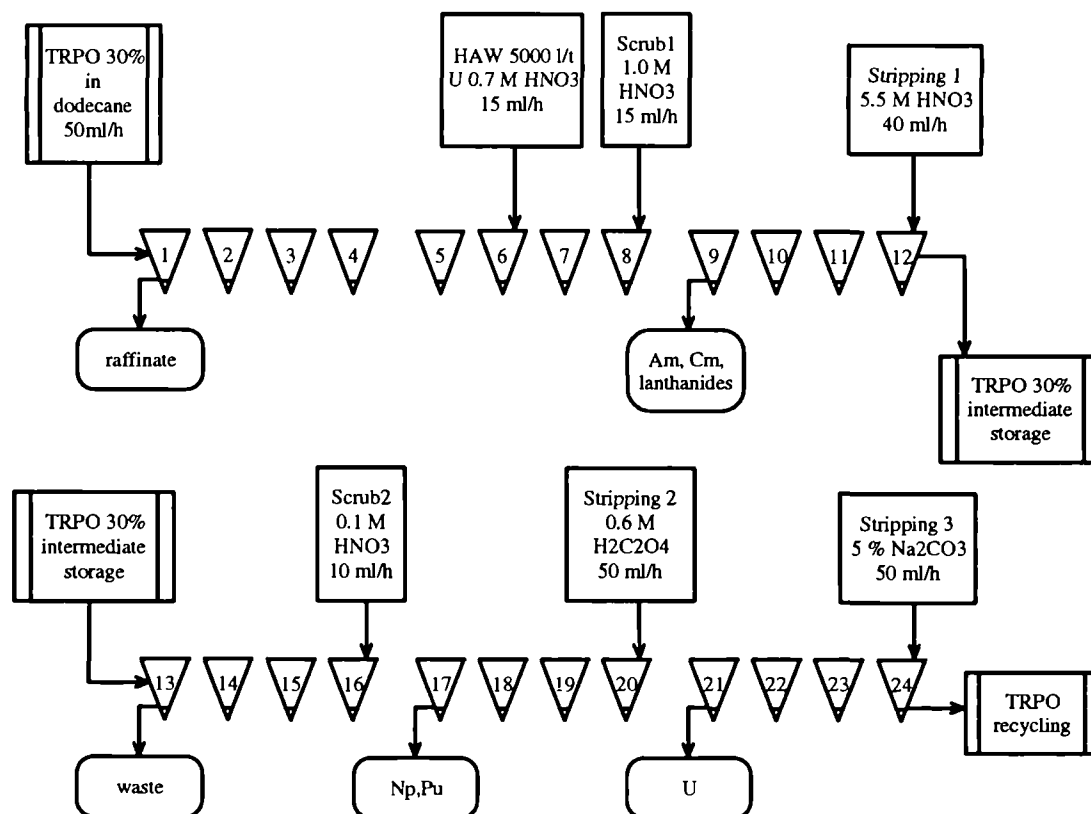 TRPO 30%
in
dodecane
50ml/h
HAW 5000 l/t
U 0.7 M HNO3
15 ml/h
Scrub1
1.0 M
HNO3
15 ml/h
Stripping 1
5.5 M HNO3
40 ml/h
1
2
3
4
5
6
7
8
9
10
11
12
raffinate
Am, Cm,
lanthanides
TRPO 30%
intermediate
storage
TRPO 30%
intermediate
storage
Scrub2
0.1 M
HNO3
10 ml/h
Stripping 2
0.6 M
H2C2O4
50 ml/h
Stripping 3
5 % Na2CO3
50 ml/h
13
14
15
16
17
18
19
20
21
22
23
24
TRPO
recycling
waste
Np,Pu
U